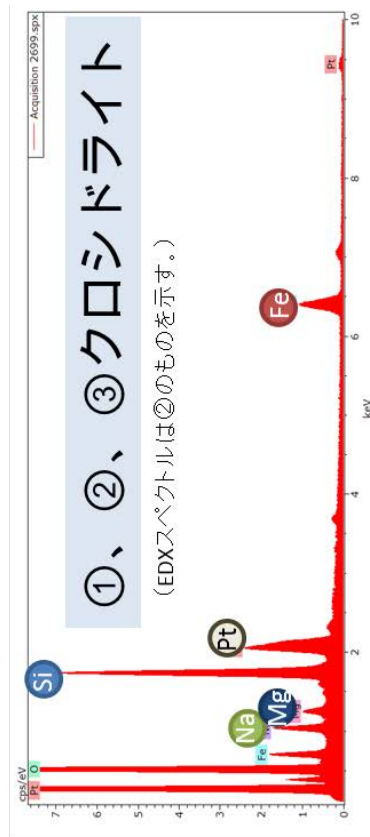 Acquisition 2699.spx
cps/eV
①、②、③クロシドライト
(EDXスペクトルは②のものを示す。)
Pt
O
Fe
Na
Mg
Si
Pt
Fe
Pt
7
6
5
4
3
2
1
0
2
4
6
8
10
keV